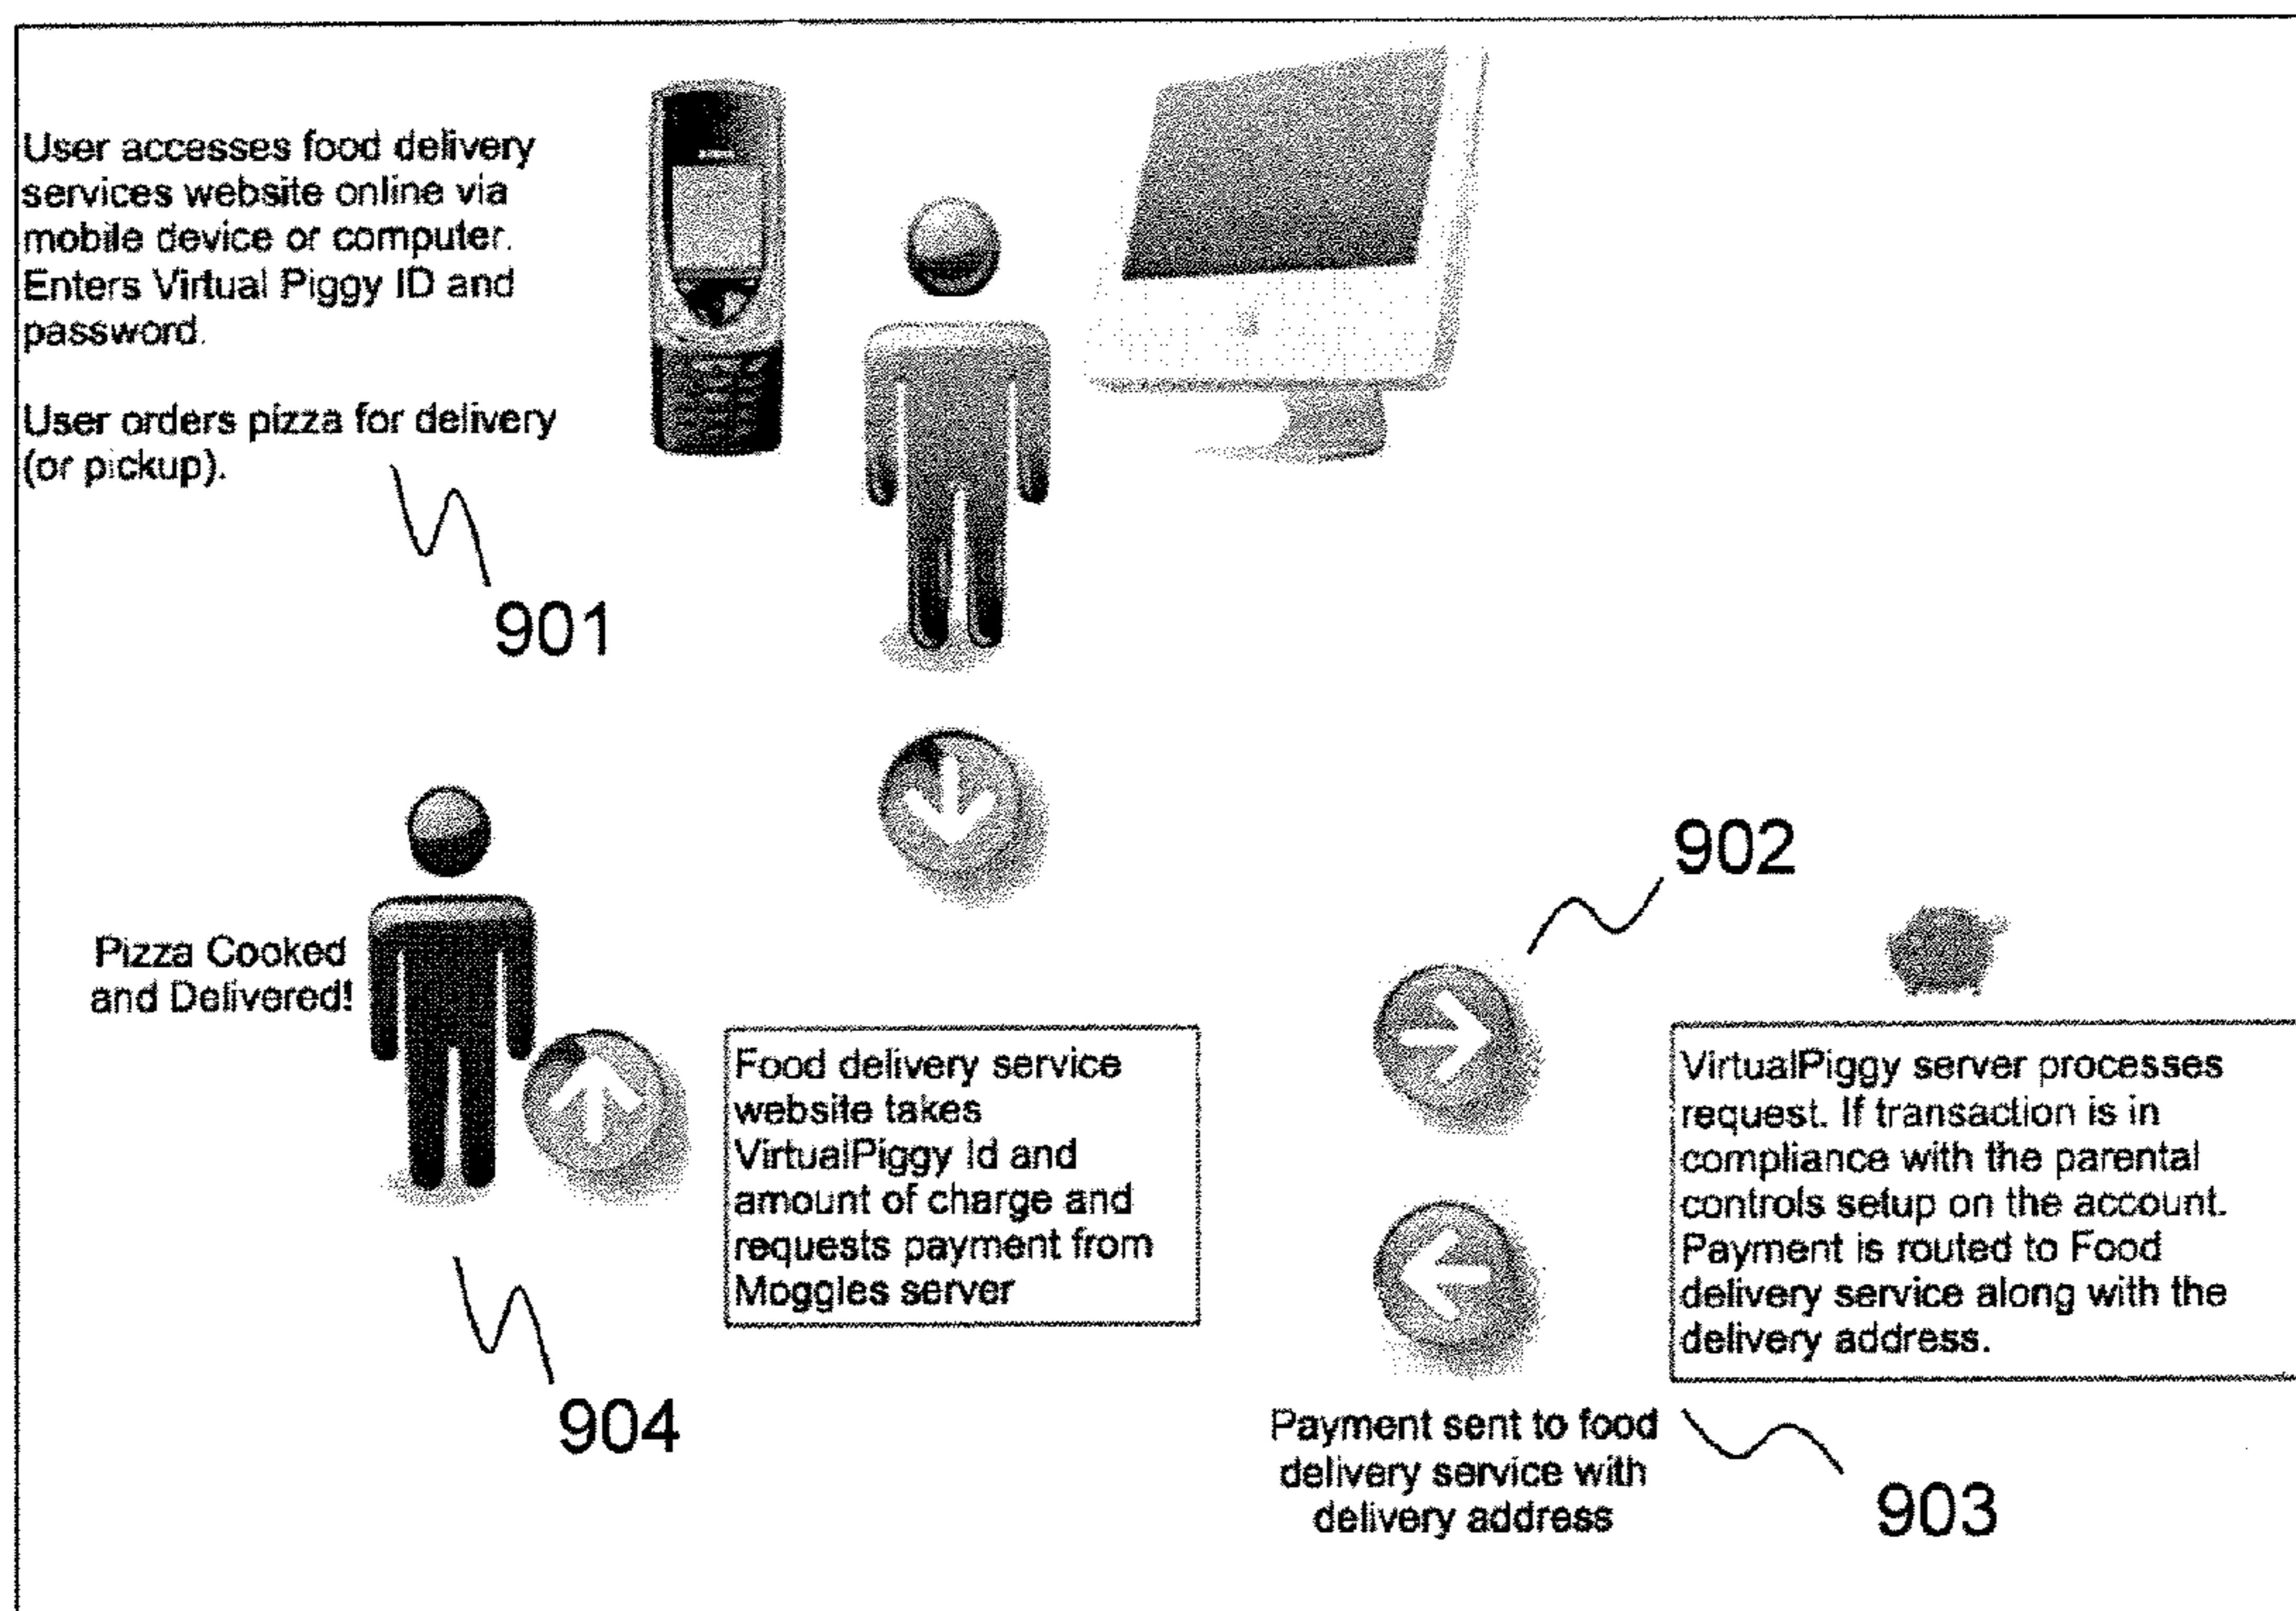 User accesses food delivery
services website online via
mobile device or computer.
Enters Virtual Piggy ID and
password.
User orders pizza for delivery
(or pickup).
901
Pizza Cooked
and Delivered!
904
Food delivery service
website takes
VirtualPiggy Id and
amount of charge and
requests payment from
Moggles server
902
VirtualPiggy server processes
request. If transaction is in
compliance with the parental
controls setup on the account.
Payment is routed to Food
delivery service along with the
delivery address.
Payment sent to food
delivery service with
delivery address
903